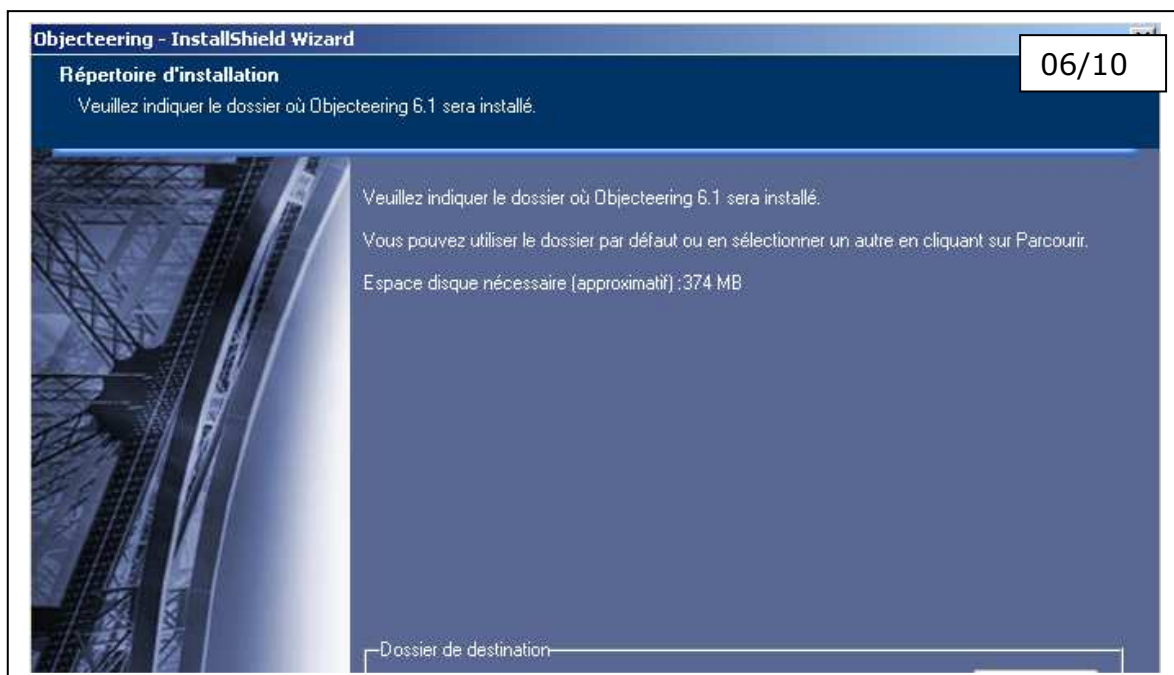 Objecteering - InstallShield Wizard
06/10
Répertoire d'installation
Veuillez indiquer le dossier où Objecteering 6.1 sera installé.
Veuillez indiquer le dossier où Objecteering 6.1 sera installé.
Vous pouvez utiliser le dossier par défaut ou en sélectionner un autre en cliquant sur Parcourir.
Espace disque nécessaire (approximatif) :374 MB
Dossier de destination